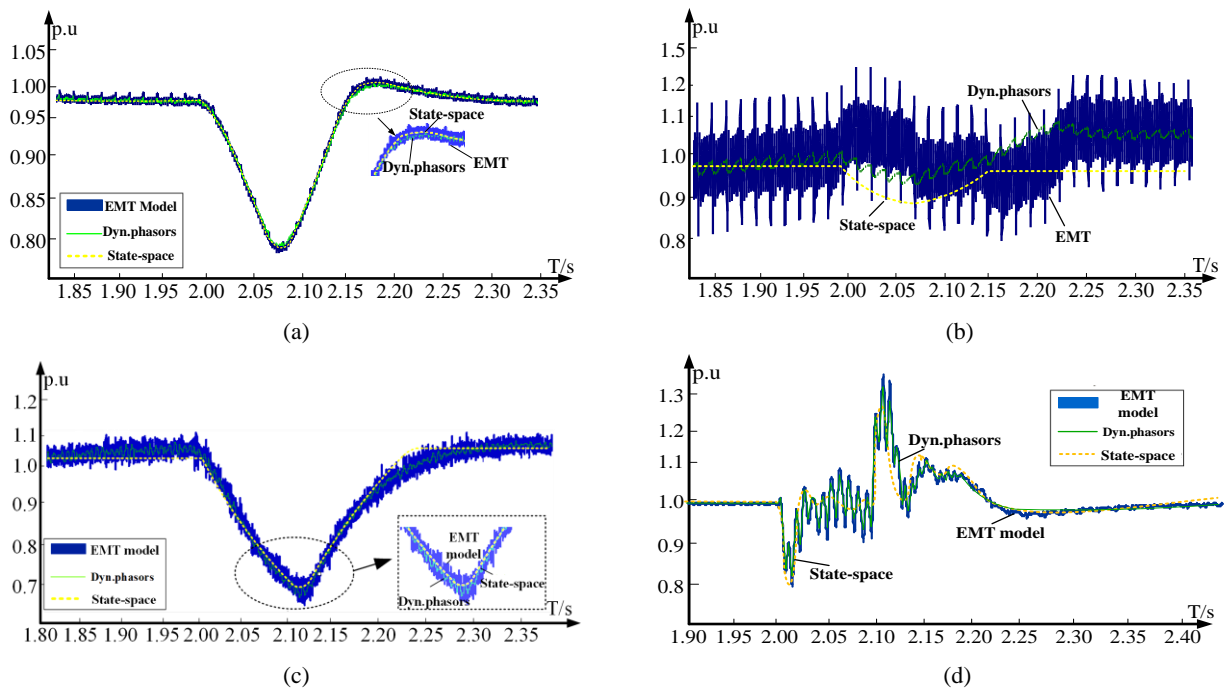 p.u
1.05
1.00
0.95
0.90
0.85
0.80
State-space
Dyn.phasors
EMT
EMT Model
Dyn.phasors
State-space
T/s
1.85 1.90 1.95 2.00 2.05 2.10 2.15 2.20 2.25 2.30 2.35
(a)
p.u
1.5
1.2
1.1
1.0
0.9
0.8
Dyn.phasors
State-space
EMT
T/s
1.85 1.90 1.95 2.00 2.05 2.10 2.15 2.20 2.25 2.30 2.35
(b)
p.u
1.2
1.1
1.0
0.9
0.8
0.7
EMT model
Dyn.phasors
State-space
EMT
model
State-space
Dyn.phasors
T/s
1.80 1.85 1.90 1.95 2.00 2.05 2.10 2.15 2.20 2.25 2.30 2.35
(c)
p.u
1.3
1.2
1.1
1.0
0.9
0.8
EMT
model
Dyn.phasors
State-space
Dyn.phasors
EMT model
State-space
T/s
1.90 1.95 2.00 2.05 2.10 2.15 2.20 2.25 2.30 2.35 2.40
(d)